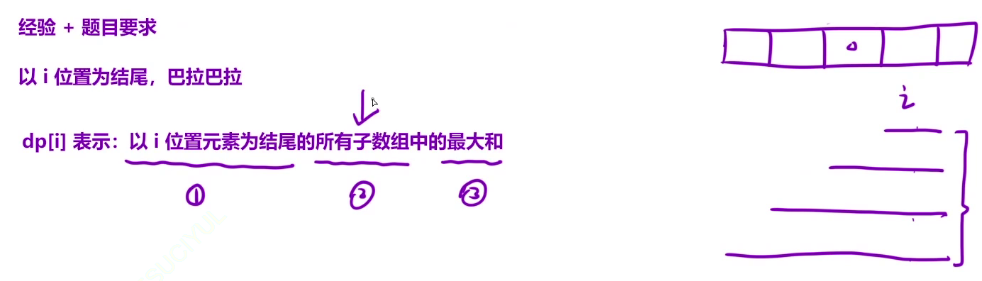 经验 + 题目要求
以 i 位置为结尾，巴拉巴拉
dp[i] 表示：以 i 位置元素为结尾的所有子数组中的最大和
① ② ③
0
i